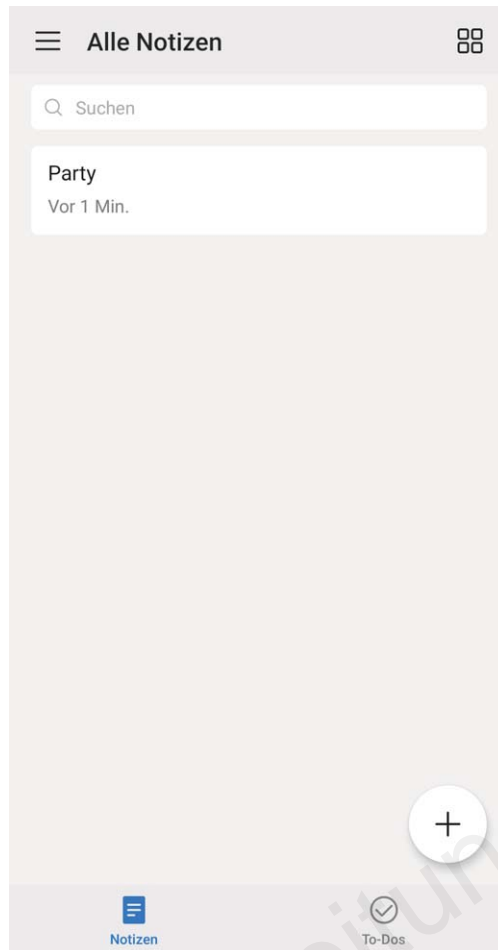 Alle Notizen
Suchen
Party
Vor 1 Min.
Notizen
To-Dos